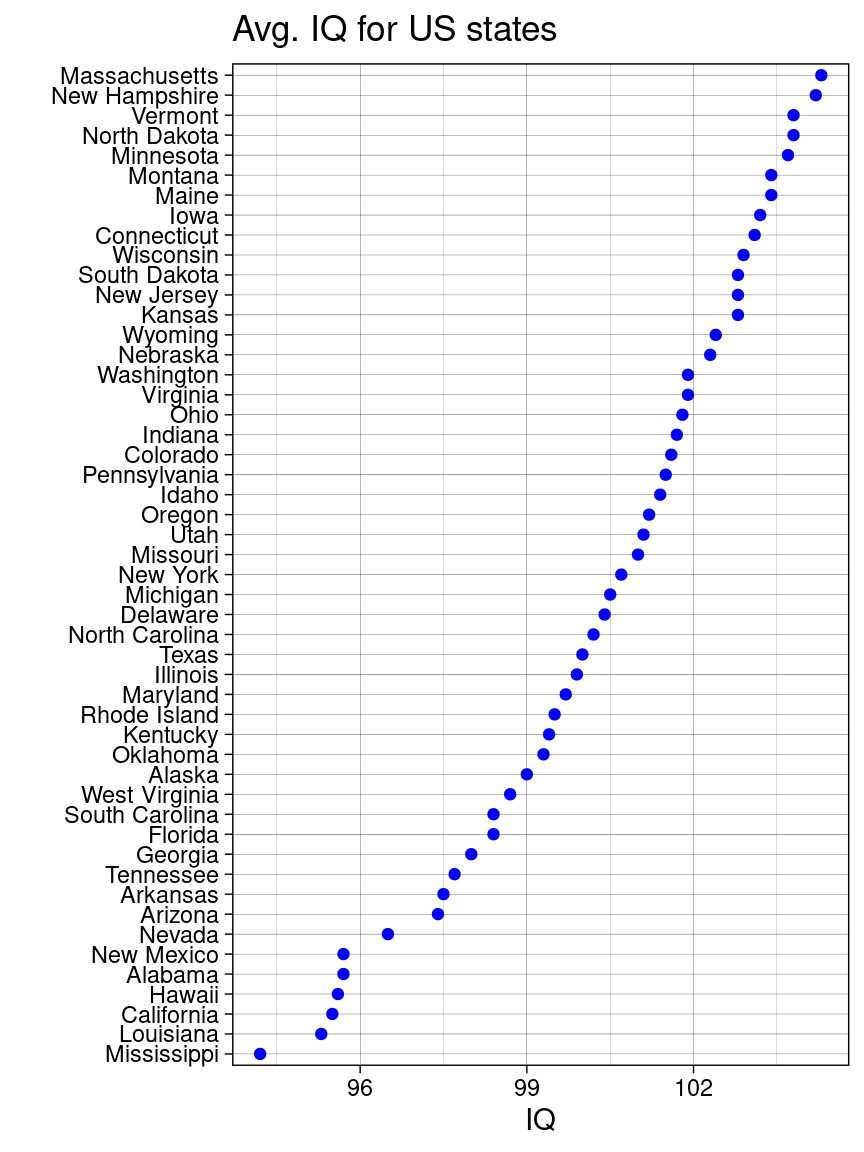 Avg. IQ for US states
Massachusetts
New Hampshire
Vermont
North Dakota
Minnesota
Montana
Maine
Iowa
Connecticut
Wisconsin
South Dakota
New Jersey
Kansas
Wyoming
Nebraska
Washington
Virginia
Ohio
Indiana
Colorado
Pennsylvania
Idaho
Oregon
Utah
Missouri
New York
Michigan
Delaware
North Carolina
Texas
Illinois
Maryland
Rhode Island
Kentucky
Oklahoma
Alaska
West Virginia
South Carolina
Florida
Georgia
Tennessee
Arkansas
Arizona
Nevada
New Mexico
Alabama
Hawaii
California
Louisiana
Mississippi
96 99 102
IQ